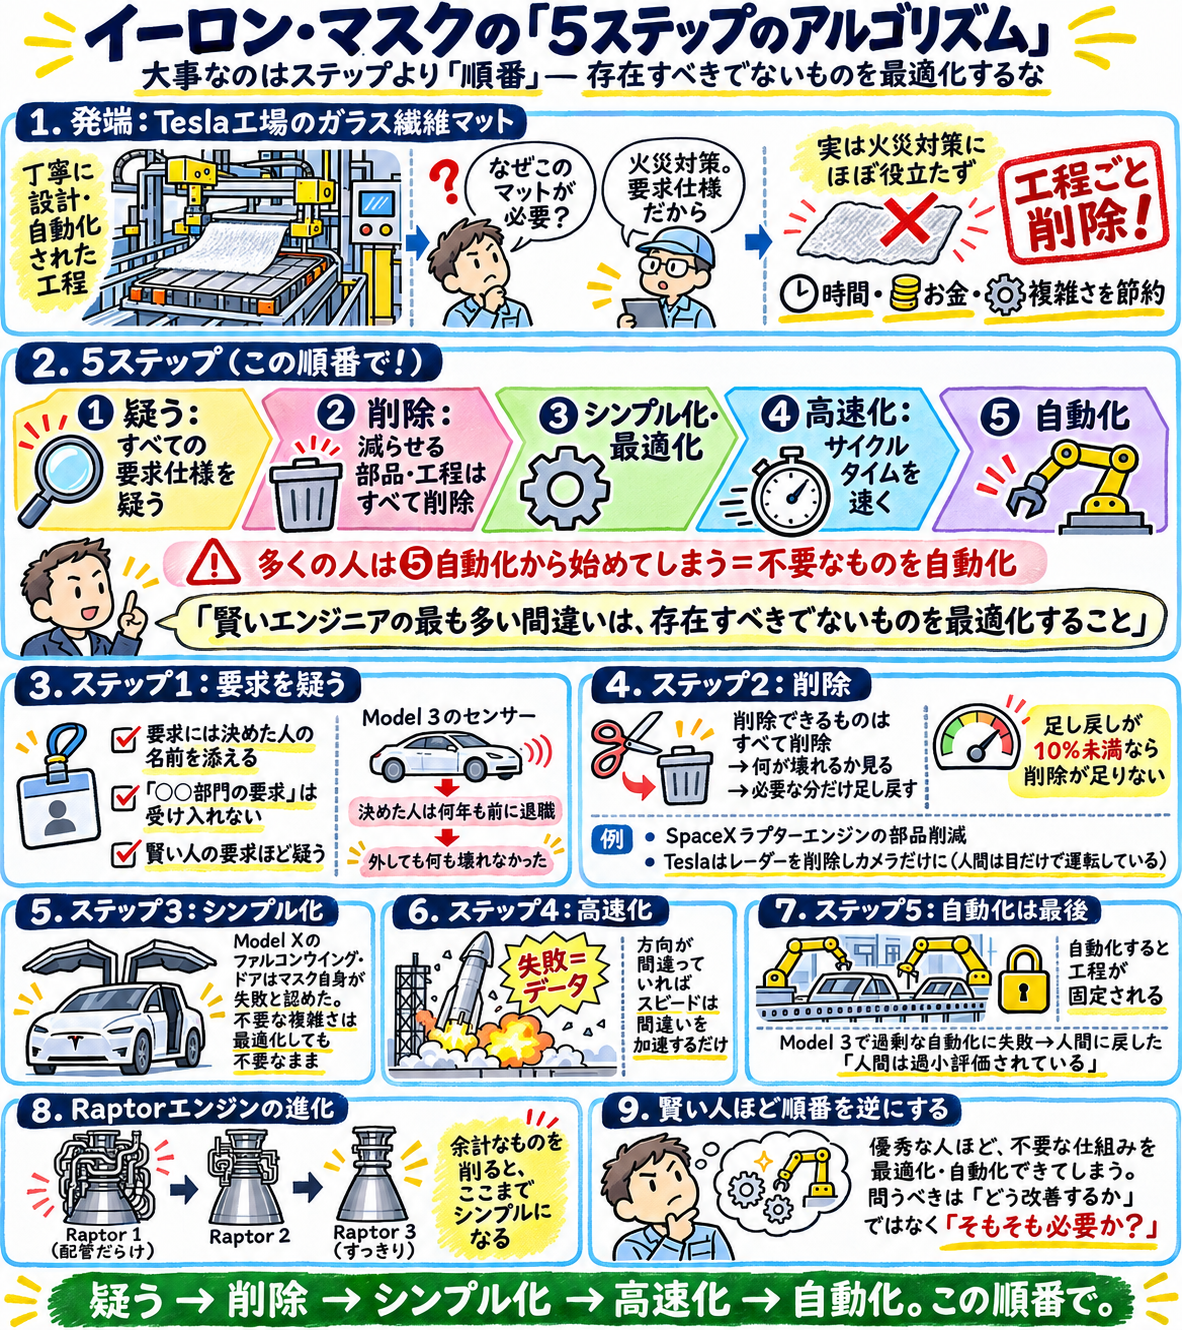 イーロン・マスクの「5ステップのアルゴリズム」
大事なのはステップより「順番」― 存在すべきでないものを最適化するな
1. 発端：Tesla工場のガラス繊維マット
丁寧に
設計・
自動化
された
工程
?
なぜこの
マットが
必要？
火災対策。
要求仕様
だから
実は火災対策に
ほぼ役立たず
工程ごと
削除！
時間・お金・複雑さを節約
2. 5ステップ（この順番で！）
1 疑う：
すべての
要求仕様を
疑う
2 削除：
減らせる
部品・工程は
すべて削除
3 シンプル化・
最適化
4 高速化：
サイクル
タイムを
速く
5 自動化
多くの人は5自動化から始めてしまう＝不要なものを自動化
「賢いエンジニアの最も多い間違いは、存在すべきでないものを最適化すること」
3. ステップ1：要求を疑う
要求には決めた人の
名前を添える
「○○部門の要求」は
受け入れない
賢い人の要求ほど疑う
Model 3のセンサー
決めた人は何年も前に退職
外しても何も壊れなかった
4. ステップ2：削除
削除できるものは
すべて削除
→何が壊れるか見る
→必要な分だけ足し戻す
足し戻しが
10％未満なら
削除が足りない
例
• SpaceXラプターエンジンの部品削減
• Teslaはレーダーを削除しカメラだけに（人間は目だけで運転している）
5. ステップ3：シンプル化
Model Xの
ファルコンウイング・
ドアはマスク自身が
失敗と認めた。
不要な複雑さは
最適化しても
不要なまま
6. ステップ4：高速化
失敗＝
データ
方向が
間違って
いれば
スピードは
間違いを
加速するだけ
7. ステップ5：自動化は最後
自動化すると
工程が
固定される
Model 3で過剰な自動化に失敗→人間に戻した
「人間は過小評価されている」
8. Raptorエンジンの進化
Raptor 1
（配管だらけ）
Raptor 2
Raptor 3
（すっきり）
余計なものを
削ると、
ここまで
シンプルに
なる
9. 賢い人ほど順番を逆にする
優秀な人ほど、不要な仕組みを
最適化・自動化できてしまう。
問うべきは「どう改善するか」
ではなく「そもそも必要か？」
疑う → 削除 → シンプル化 → 高速化 → 自動化。この順番で。